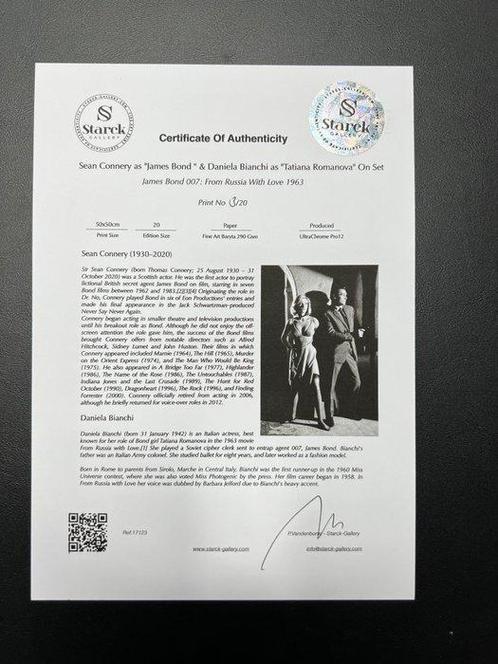 Starck
GALLERY
Starck
GALLERY
Certificate Of Authenticity
Sean Connery as "James Bond " & Daniela Bianchi as "Tatiana Romanova" On Set
James Bond 007: From Russia With Love 1963
Print No 3/20
50x50cm 20 Paper Produced
Print Size Edition Size Fine Art Baryta 290 Gsm UltraChrome Pro12
Sean Connery (1930–2020)
Sir Sean Connery (born Thomas Connery; 25 August 1930 – 31
October 2020) was a Scottish actor. He was the first actor to portray
fictional British secret agent James Bond on film, starring in seven
Bond films between 1962 and 1983.[2][3][4] Originating the role in
Dr. No, Connery played Bond in six of Eon Productions' entries and
made his final appearance in the Jack Schwartzman-produced
Never Say Never Again.
Connery began acting in smaller theatre and television productions
until his breakout role as Bond. Although he did not enjoy the off-
screen attention the role gave him, the success of the Bond films
brought Connery offers from notable directors such as Alfred
Hitchcock, Sidney Lumet and John Huston. Their films in which
Connery appeared included Marnie (1964), The Hill (1965), Murder
on the Orient Express (1974), and The Man Who Would Be King
(1975). He also appeared in A Bridge Too Far (1977), Highlander
(1986), The Name of the Rose (1986), The Untouchables (1987),
Indiana Jones and the Last Crusade (1989), The Hunt for Red
October (1990), Dragonheart (1996), The Rock (1996), and Finding
Forrester (2000). Connery officially retired from acting in 2006,
although he briefly returned for voice-over roles in 2012.
Daniela Bianchi
Daniela Bianchi (born 31 January 1942) is an Italian actress, best
known for her role of Bond girl Tatiana Romanova in the 1963 movie
From Russia with Love.[1] She played a Soviet cipher clerk sent to entrap agent 007, James Bond. Bianchi's
father was an Italian Army colonel. She studied ballet for eight years, and later worked as a fashion model.
Born in Rome to parents from Sirolo, Marche in Central Italy, Bianchi was the first runner-up in the 1960 Miss
Universe contest, where she was also voted Miss Photogenic by the press. Her film career began in 1958. In
From Russia with Love her voice was dubbed by Barbara Jefford due to Bianchi's heavy accent.
Ref.17123
P.Vandenborre - Starck-Gallery
www.starck-gallery.com info@starck-gallery.com